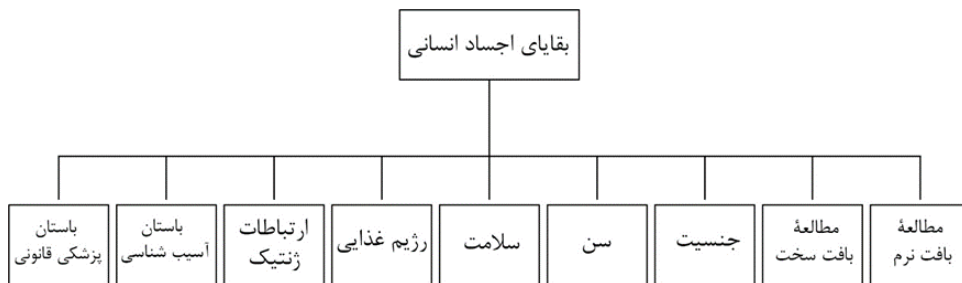 بقایای اجساد انسانی
مطالعهٔ
بافت نرم
مطالعهٔ
بافت سخت
جنسیت
سن
سلامت
رژیم غذایی
ارتباطات
ژنتیک
باستان
آسیب شناسی
باستان
پزشکی قانونی